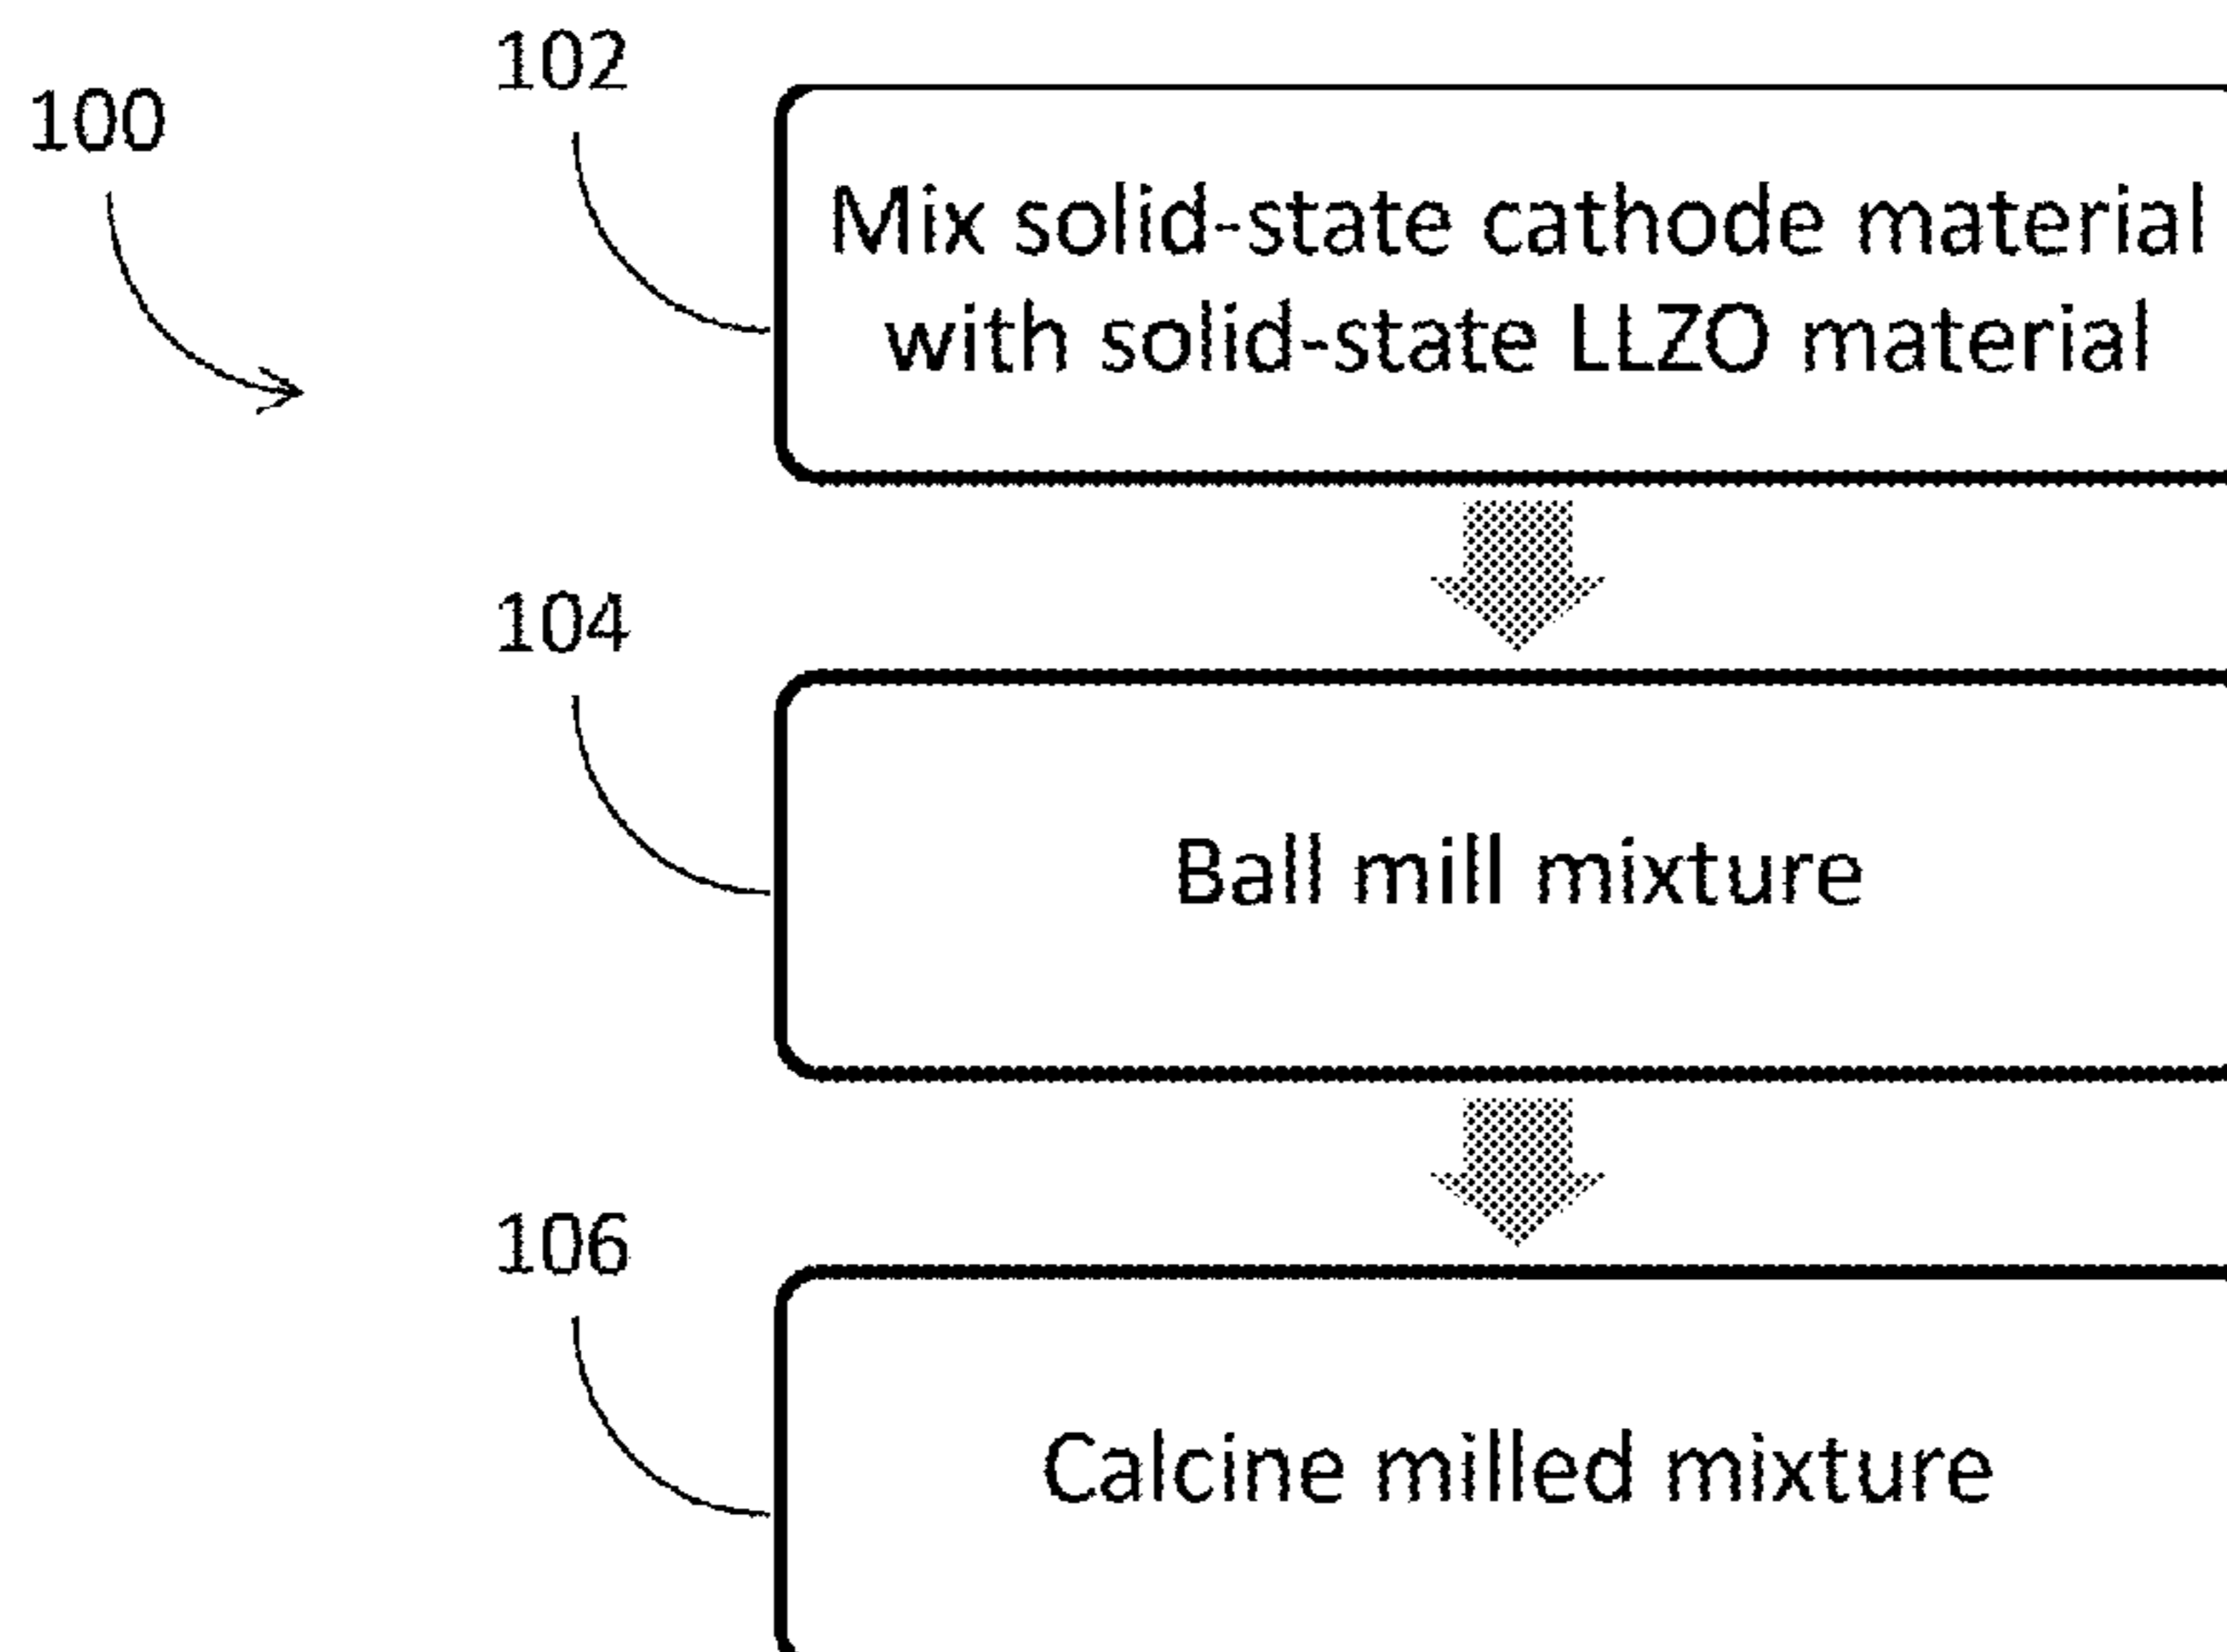 100
102
Mix solid-state cathode material
with solid-state LLZO material
104
Ball mill mixture
106
Calcine milled mixture